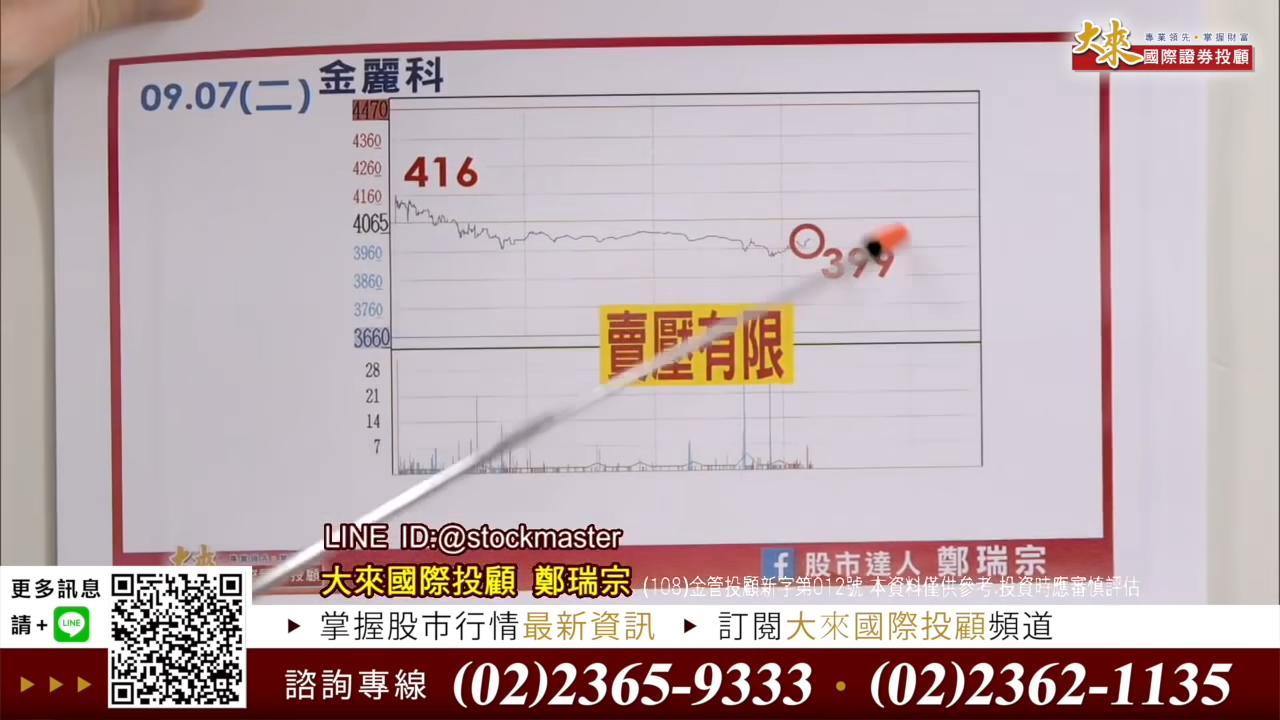 大來
專業領先・掌握財富
國際證券投顧
09.07(二)
金麗科
4470
4360
4260
4160
4065
3960
3860
3760
3660
28
21
14
7
416
399
賣壓有限
LINE ID:@stockmaster
股市達人 鄭瑞宗
大來國際投顧 鄭瑞宗
(108)金管投顧新字第012號 本資料僅供參考,投資時應審慎評估
更多訊息
請+
LINE
掌握股市行情最新資訊
訂閱大來國際投顧頻道
諮詢專線 (02)2365-9333・(02)2362-1135